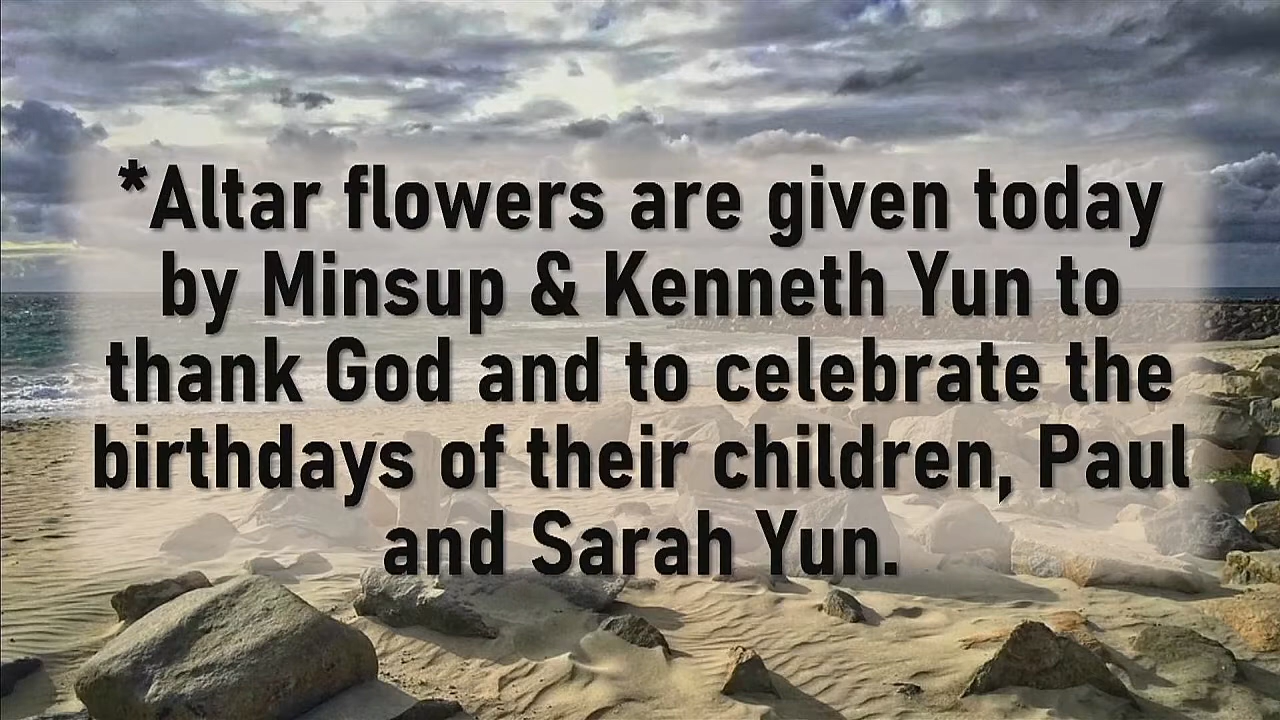 *Altar flowers are given today
by Minsup & Kenneth Yun to
thank God and to celebrate the
birthdays of their children, Paul
and Sarah Yun.